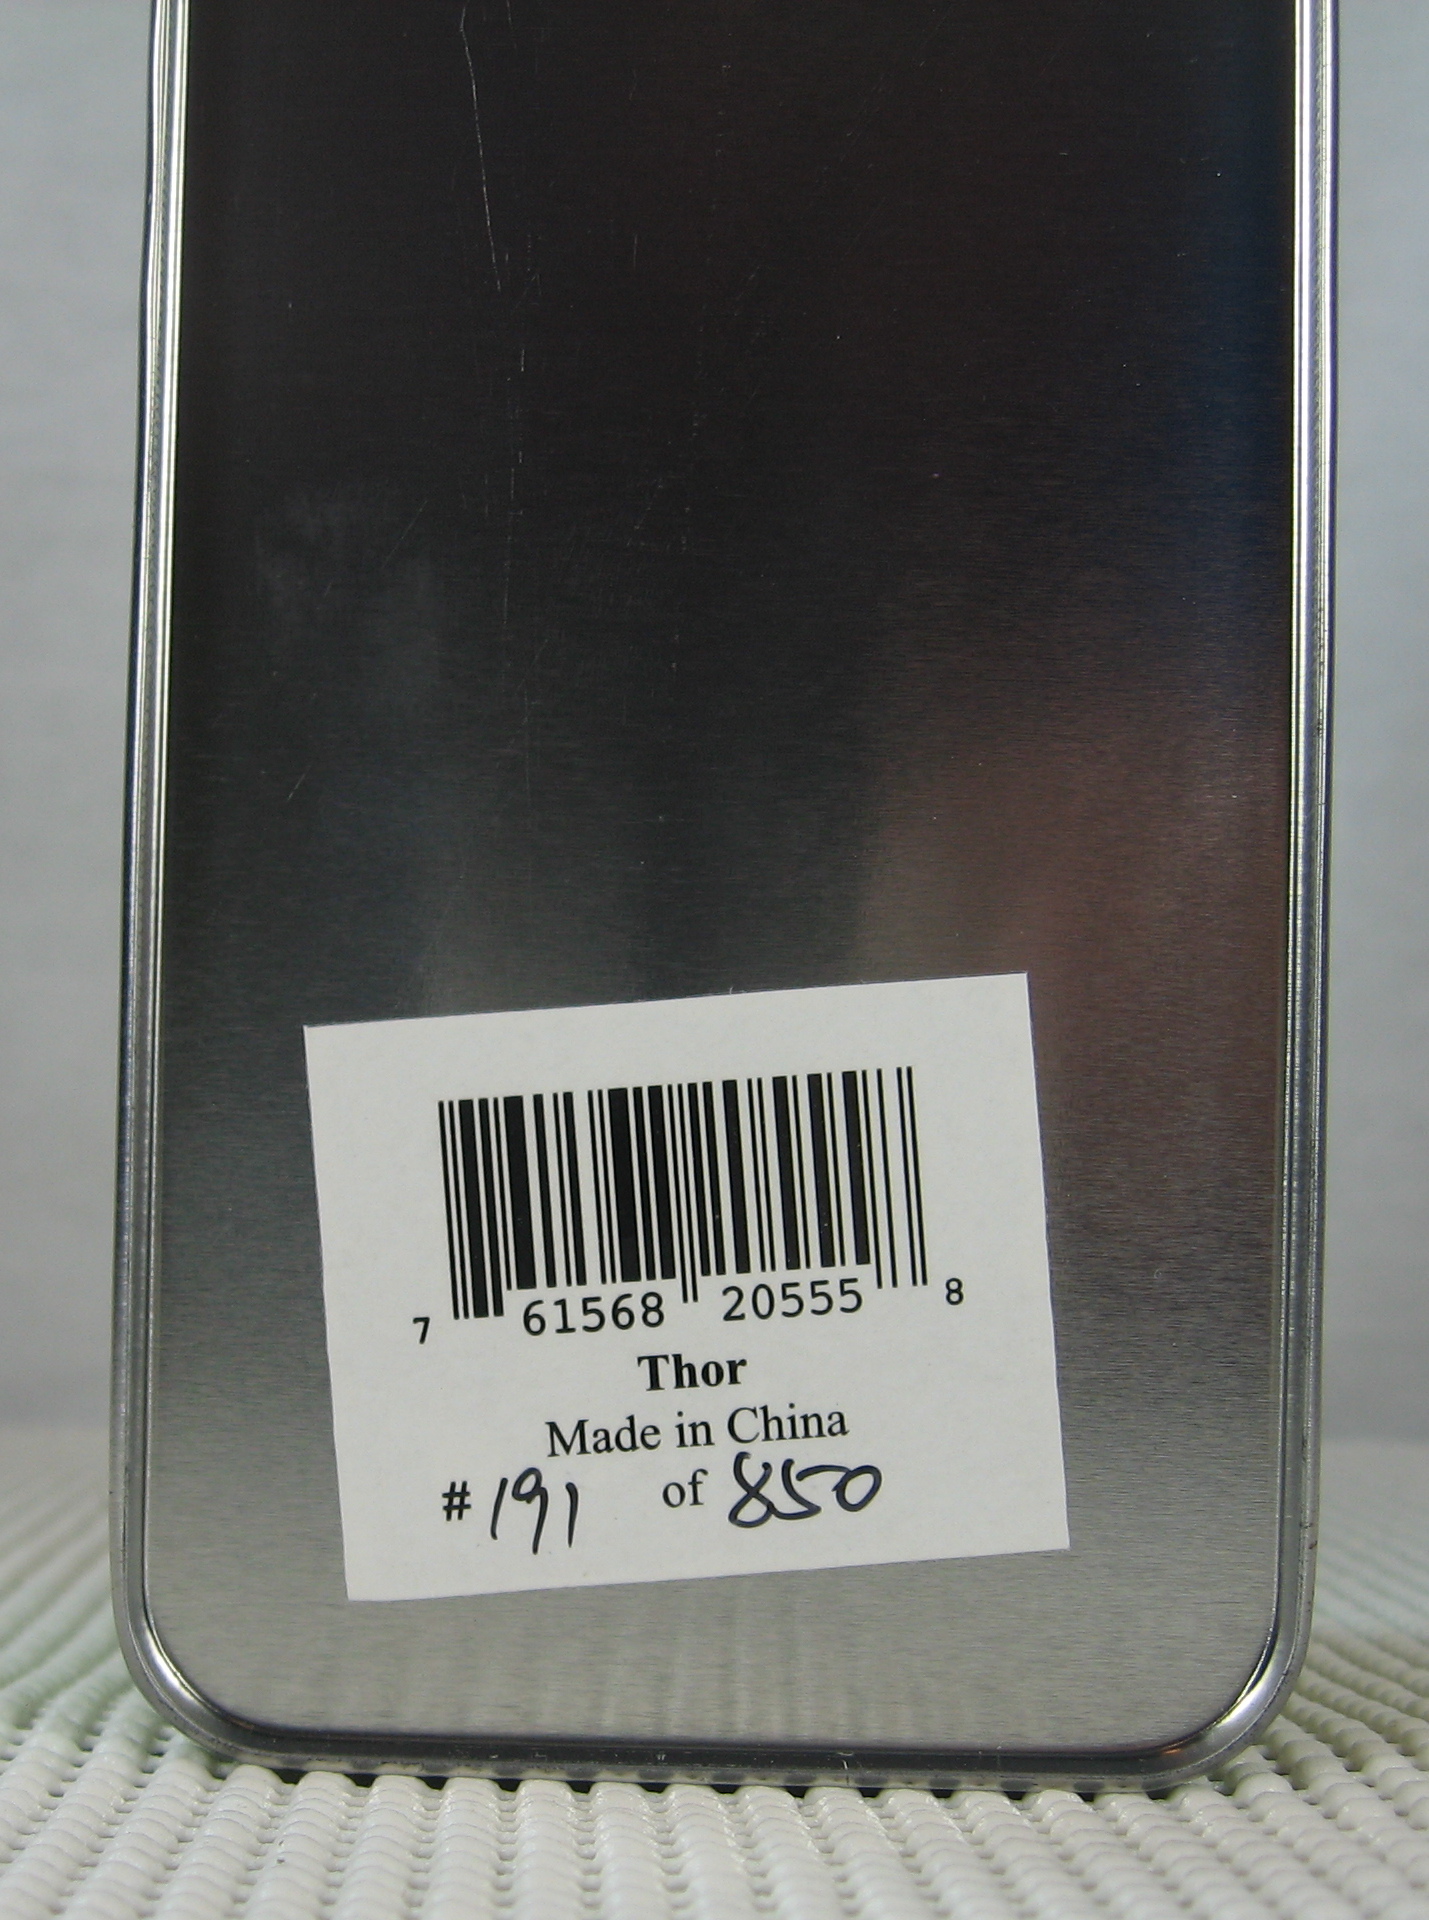 7 61568 20555 8
Thor
Made in China
# 191 of 850